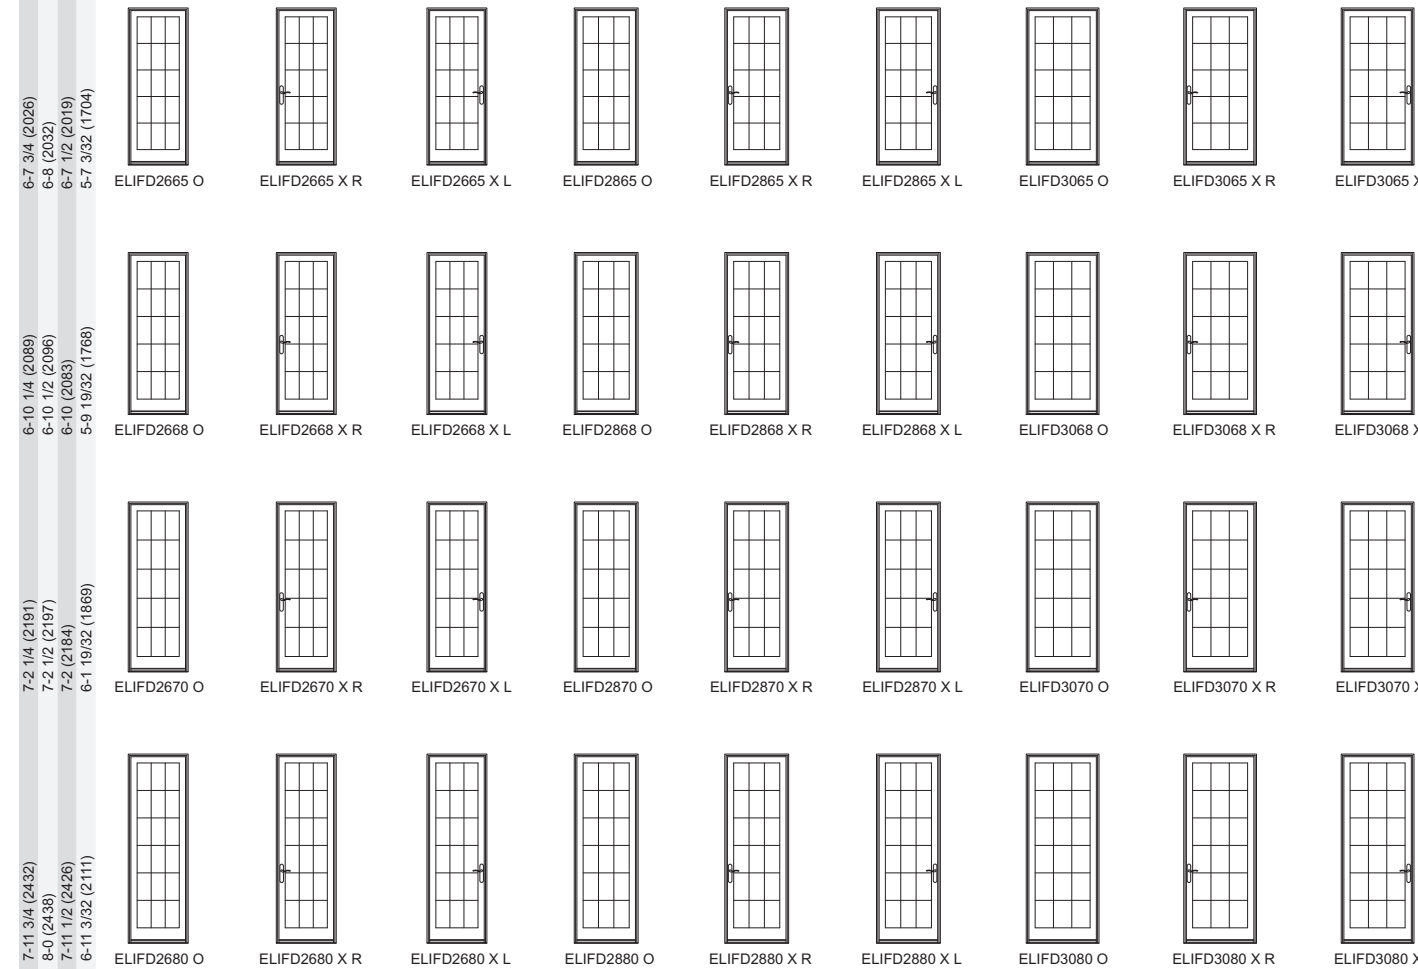 6-7 3/4 (2026)
6-8 (2032)
6-7 1/2 (2019)
5-7 3/32 (1704)
ELIFD2665 O
ELIFD2665 X R
ELIFD2665 X L
ELIFD2865 O
ELIFD2865 X R
ELIFD2865 X L
ELIFD3065 O
ELIFD3065 X R
ELIFD3065 X
6-10 1/4 (2089)
6-10 1/2 (2096)
6-10 (2083)
5-9 19/32 (1768)
ELIFD2668 O
ELIFD2668 X R
ELIFD2668 X L
ELIFD2868 O
ELIFD2868 X R
ELIFD2868 X L
ELIFD3068 O
ELIFD3068 X R
ELIFD3068 X
7-2 1/4 (2191)
7-2 1/2 (2197)
7-2 (2184)
6-1 19/32 (1869)
ELIFD2670 O
ELIFD2670 X R
ELIFD2670 X L
ELIFD2870 O
ELIFD2870 X R
ELIFD2870 X L
ELIFD3070 O
ELIFD3070 X R
ELIFD3070 X
7-11 3/4 (2432)
8-0 (2438)
7-11 1/2 (2426)
6-11 3/32 (2111)
ELIFD2680 O
ELIFD2680 X R
ELIFD2680 X L
ELIFD2880 O
ELIFD2880 X R
ELIFD2880 X L
ELIFD3080 O
ELIFD3080 X R
ELIFD3080 X